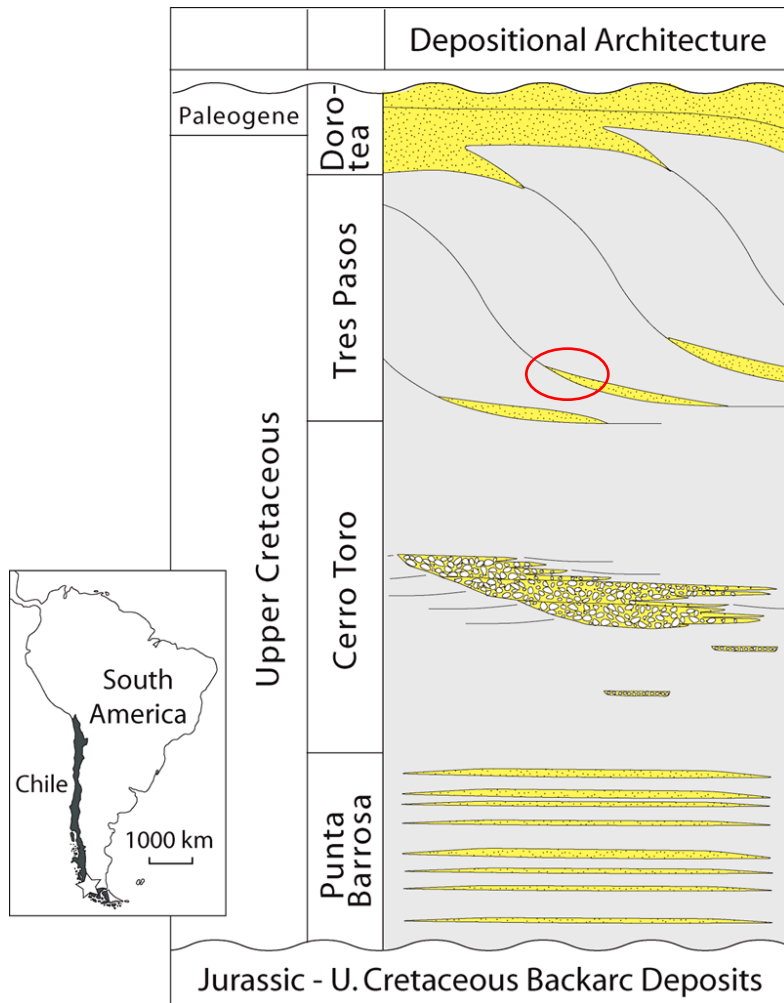 Depositional Architecture
Paleogene
Doro-
tea
Tres Pasos
Upper Cretaceous
Cerro Toro
Punta
Barrosa
South
America
Chile
1000 km
Jurassic - U. Cretaceous Backarc Deposits